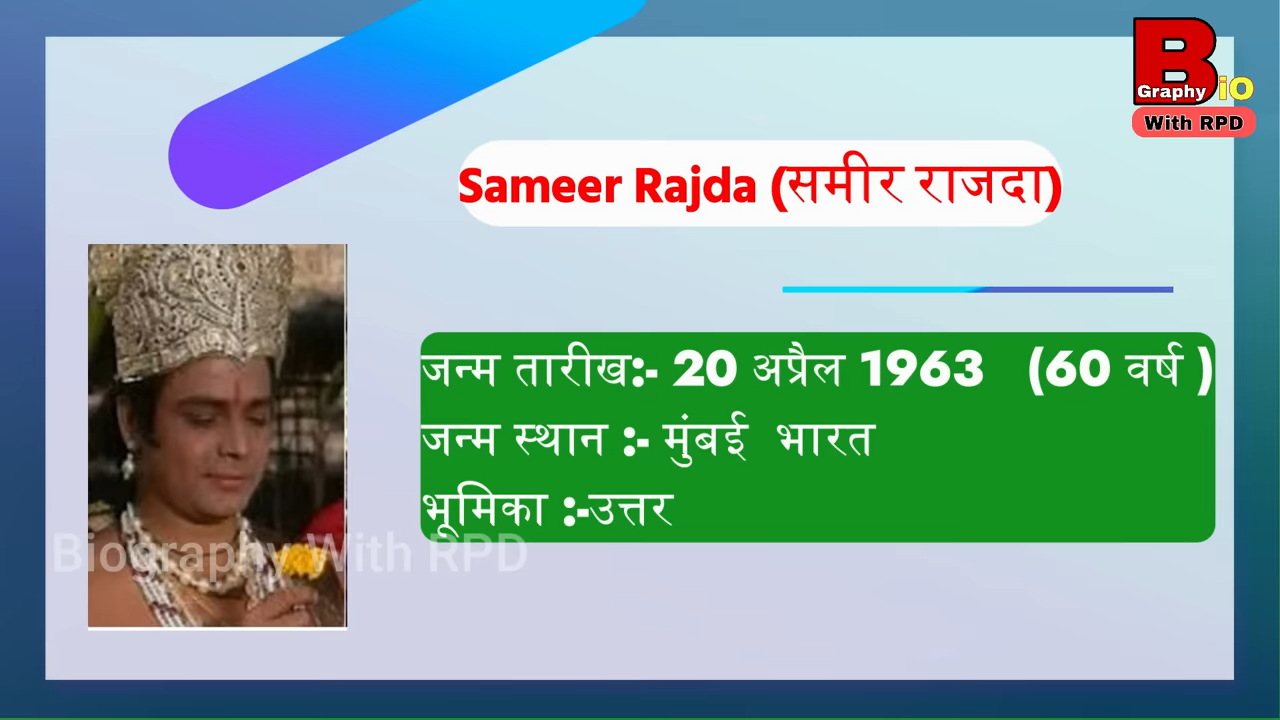 B
Graphy iO
With RPD
Sameer Rajda (समीर राजदा)
जन्म तारीख:- 20 अप्रैल 1963 (60 वर्ष )
जन्म स्थान :- मुंबई भारत
भूमिका :-उत्तर
Biography With RPD